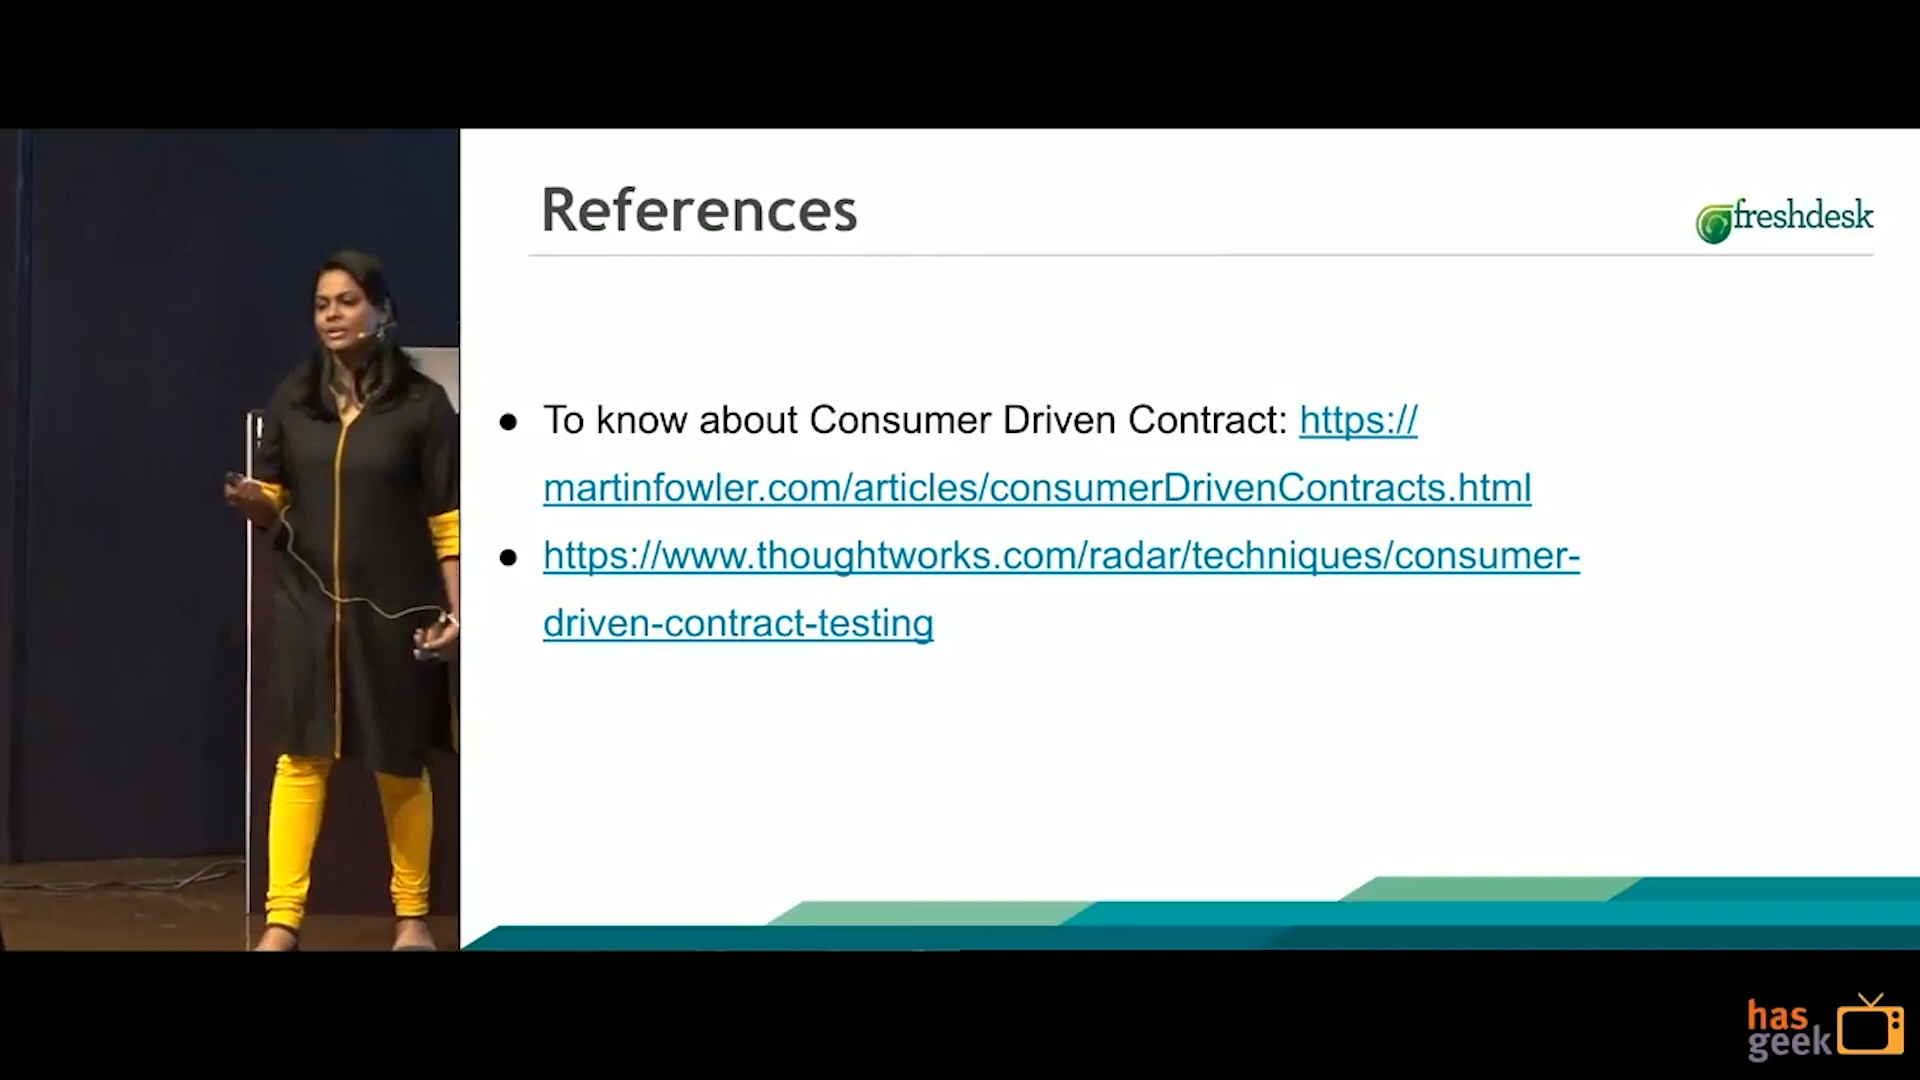 References
freshdesk
● To know about Consumer Driven Contract: https://
martinfowler.com/articles/consumerDrivenContracts.html
● https://www.thoughtworks.com/radar/techniques/consumer-
driven-contract-testing
has
geek